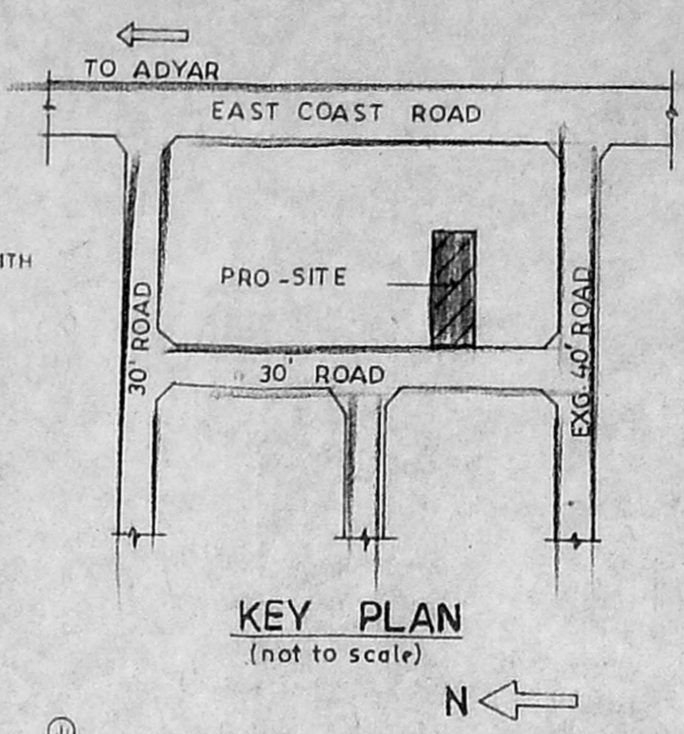 TO ADYAR
EAST COAST ROAD
ITH
PRO-SITE
30' ROAD
30' ROAD
EXG. 40' ROAD
KEY PLAN
(not to scale)
N